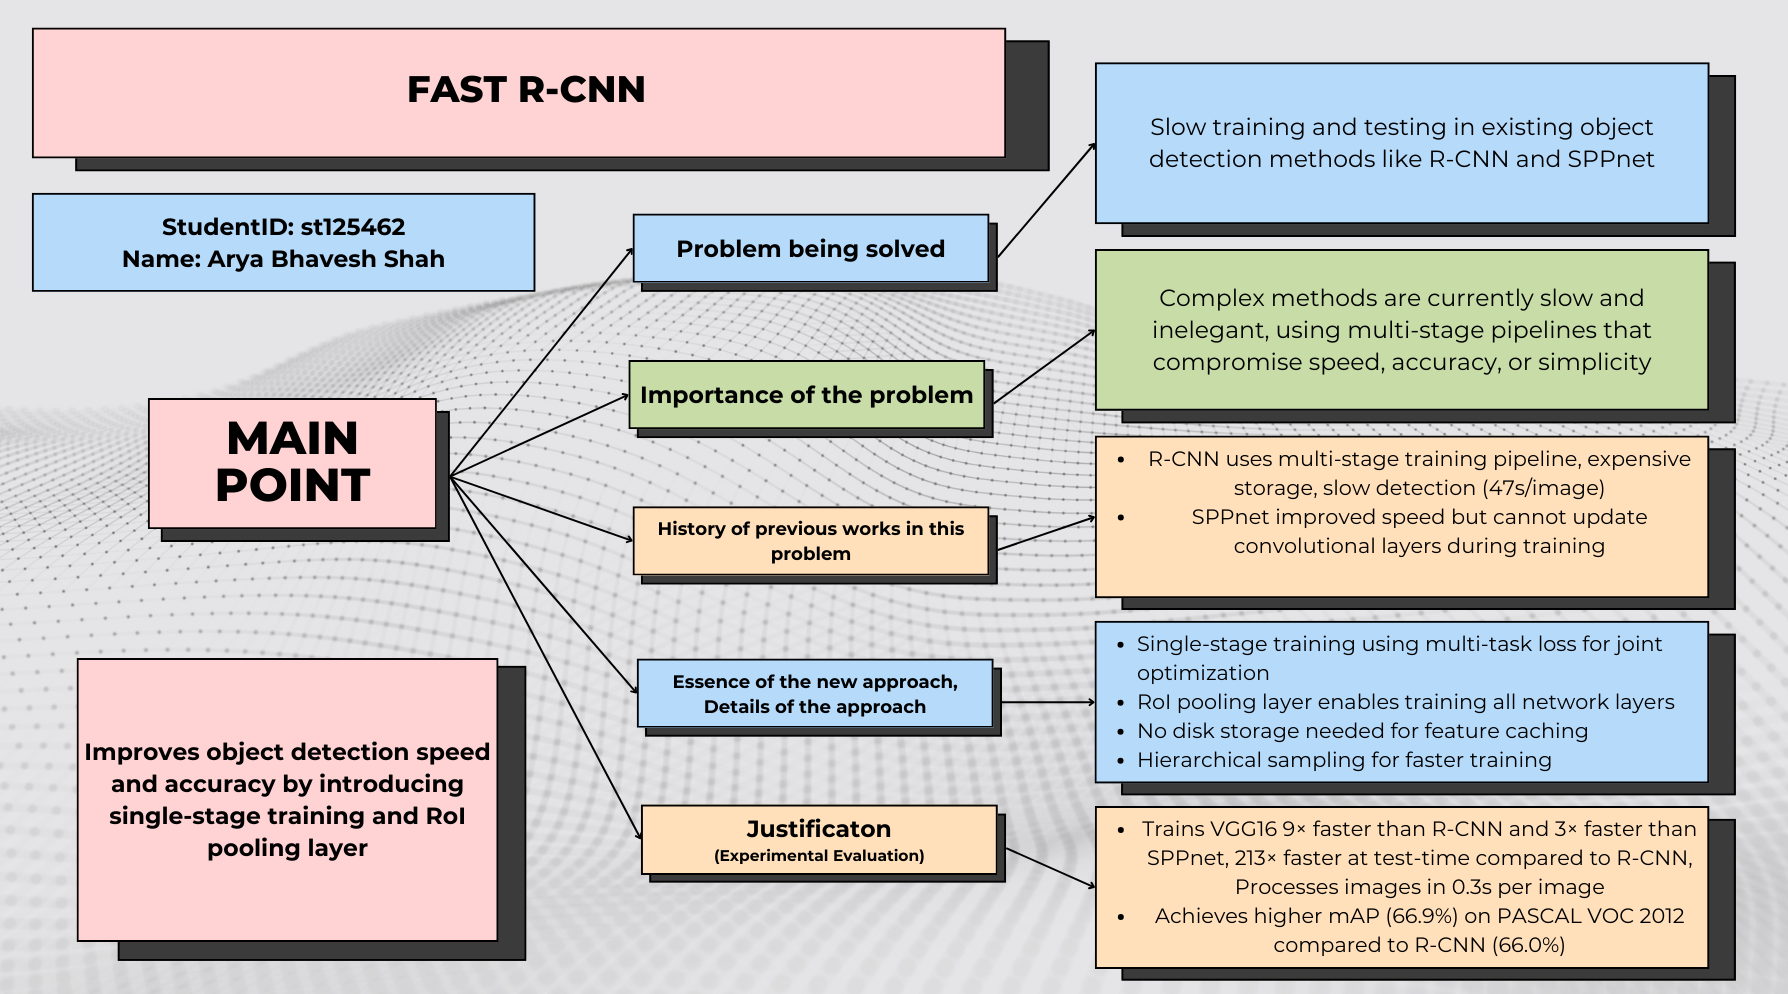 FAST R-CNN
StudentID: st125462
Name: Arya Bhavesh Shah
MAIN
POINT
Improves object detection speed
and accuracy by introducing
single-stage training and RoI
pooling layer
Problem being solved
Slow training and testing in existing object
detection methods like R-CNN and SPPnet
Importance of the problem
Complex methods are currently slow and
inelegant, using multi-stage pipelines that
compromise speed, accuracy, or simplicity
History of previous works in this
problem
• R-CNN uses multi-stage training pipeline, expensive
storage, slow detection (47s/image)
• SPPnet improved speed but cannot update
convolutional layers during training
Essence of the new approach,
Details of the approach
• Single-stage training using multi-task loss for joint
optimization
• RoI pooling layer enables training all network layers
• No disk storage needed for feature caching
• Hierarchical sampling for faster training
Justificaton
(Experimental Evaluation)
• Trains VGG16 9× faster than R-CNN and 3× faster than
SPPnet, 213× faster at test-time compared to R-CNN,
Processes images in 0.3s per image
• Achieves higher mAP (66.9%) on PASCAL VOC 2012
compared to R-CNN (66.0%)